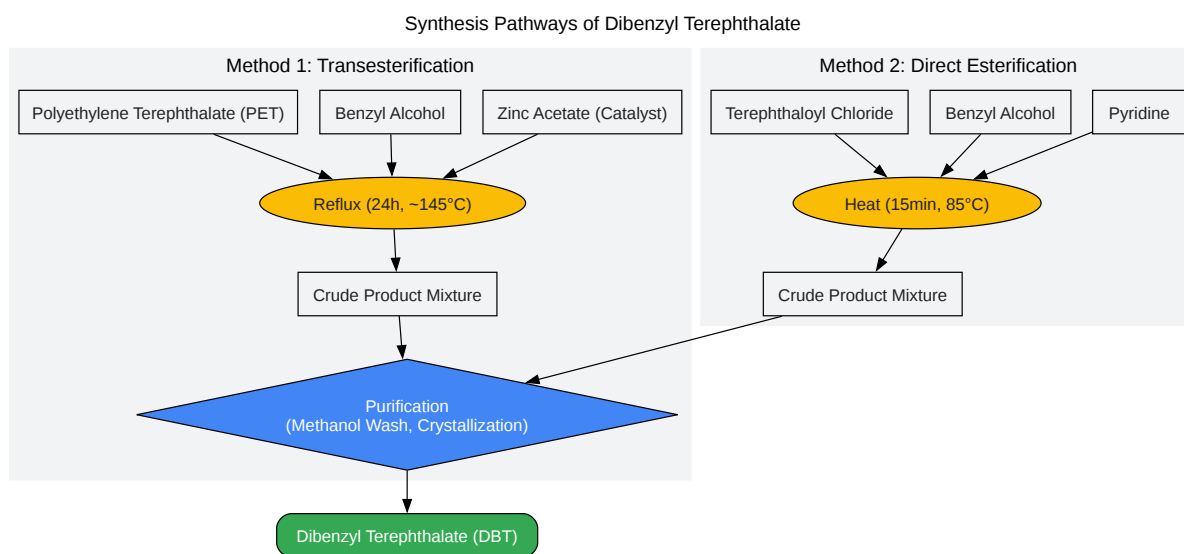 Synthesis Pathways of Dibenzyl Terephthalate
Method 1: Transesterification
Polyethylene Terephthalate (PET)
Benzyl Alcohol
Zinc Acetate (Catalyst)
Reflux (24h, ~145°C)
Crude Product Mixture
Method 2: Direct Esterification
Terephthaloyl Chloride
Benzyl Alcohol
Pyridine
Heat (15min, 85°C)
Crude Product Mixture
Purification
(Methanol Wash, Crystallization)
Dibenzyl Terephthalate (DBT)